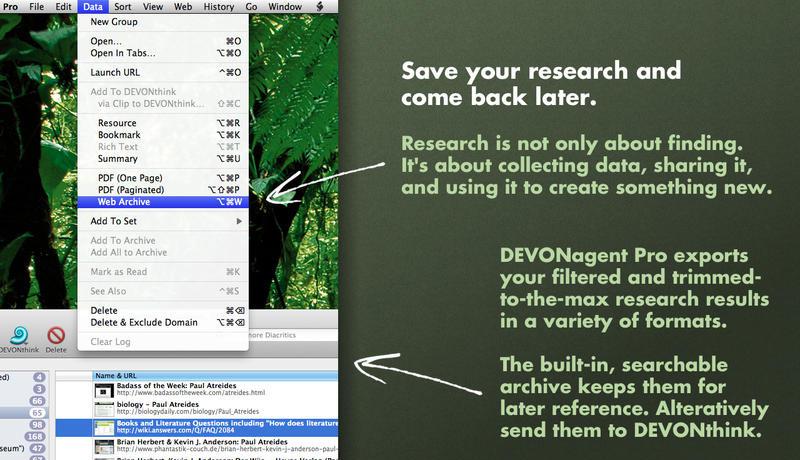 Pro File Edit Data Sort View Web History Go Window
New Group
Open... ⌘O
Open In Tabs... ⌥⌘O
Launch URL ^⌘O
Add To DEVONthink
via Clip to DEVONthink... ⇧⌘C
Resource ⌥⌘R
Bookmark ⌥⌘K
Rich Text ⌥⌘T
Summary ⌥⌘U
PDF (One Page) ⌥⌘P
PDF (Paginated) ⌥⇧⌘P
Web Archive ⌥⌘W
Add To Set ▶
Add To Archive
Add All to Archive
Mark as Read ⌘K
See Also ^⌘S
Delete ⌘⌫
Delete & Exclude Domain ⌥⌘⌫
Clear Log
DEVONthink Delete
nore Diacritics
Name & URL
ed) 4
3
66
65
98
168
seum") 47
Badass of the Week: Paul Atreides
http://www.badassoftheweek.com/atreides.html
biology - Paul Atreides
http://biologydaily.com/biology/Paul_Atreides
Books and Literature Questions including "How does literature
http://wiki.answers.com/Q/FAQ/2084
Brian Herbert & Kevin J. Anderson: Paul Atreides
http://www.phantastik-couch.de/brian-herbert-kevin-j-anderson-paul-
Save your research and
come back later.
Research is not only about finding.
It's about collecting data, sharing it,
and using it to create something new.
DEVONagent Pro exports
your filtered and trimmed-
to-the-max research results
in a variety of formats.
The built-in, searchable
archive keeps them for
later reference. Alteratively
send them to DEVONthink.